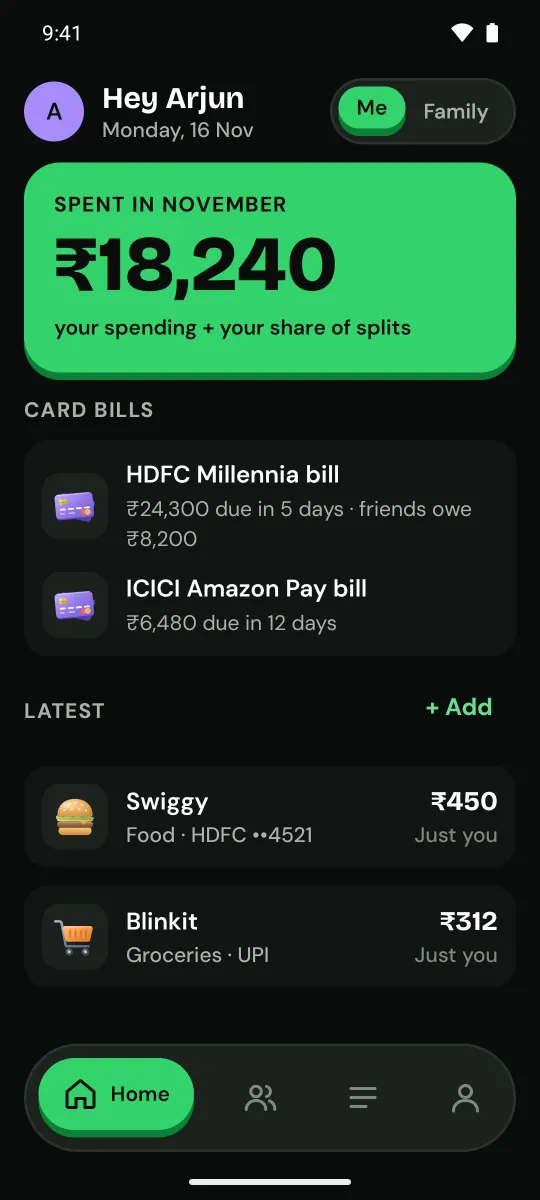 9:41
A
Hey Arjun
Monday, 16 Nov
Me
Family
SPENT IN NOVEMBER
₹18,240
your spending + your share of splits
CARD BILLS
HDFC Millennia bill
₹24,300 due in 5 days · friends owe
₹8,200
ICICI Amazon Pay bill
₹6,480 due in 12 days
LATEST
+ Add
Swiggy
₹450
Food · HDFC ••4521
Just you
Blinkit
₹312
Groceries · UPI
Just you
Home